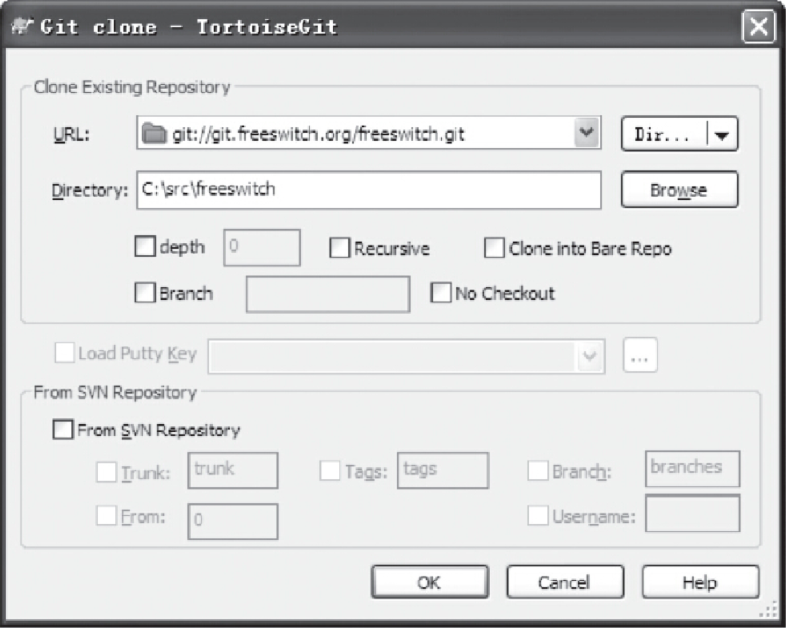 Git clone - TortoiseGit
Clone Existing Repository
URL: git://git.freeswitch.org/freeswitch.git Dir...
Directory: C:\src\freeswitch Browse
depth 0 Recursive Clone into Bare Repo
Branch No Checkout
Load Putty Key ...
From SVN Repository
From SVN Repository
Trunk: trunk Tags: tags Branch: branches
From: 0 Username:
OK Cancel Help